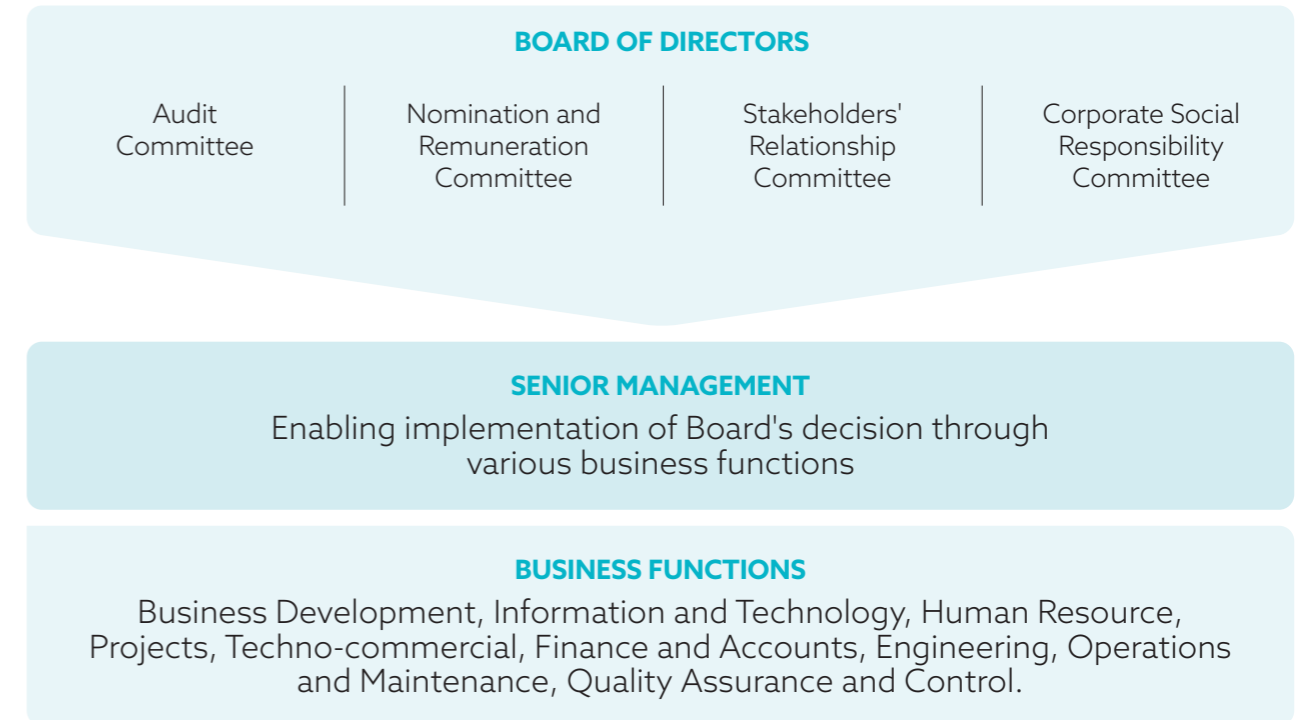 BOARD OF DIRECTORS
Audit
Committee
Nomination and
Remuneration
Committee
Stakeholders'
Relationship
Committee
Corporate Social
Responsibility
Committee
SENIOR MANAGEMENT
Enabling implementation of Board's decision through
various business functions
BUSINESS FUNCTIONS
Business Development, Information and Technology, Human Resource,
Projects, Techno-commercial, Finance and Accounts, Engineering, Operations
and Maintenance, Quality Assurance and Control.